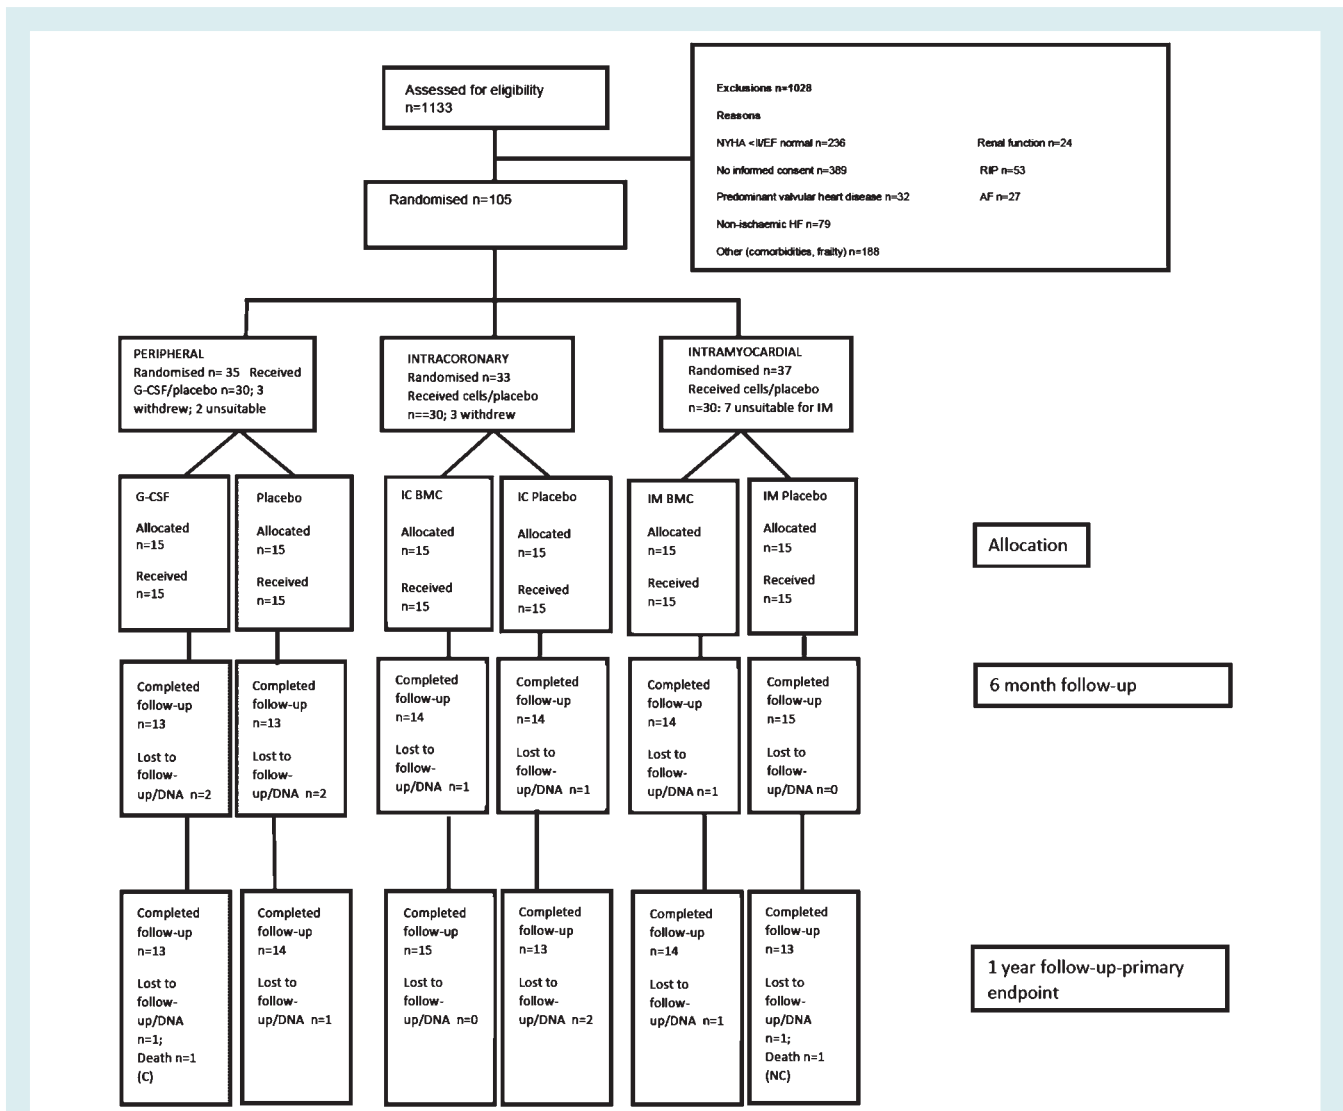 Assessed for eligibility
n=1133
Exclusions n=1028
Reasons
NYHA <II/EF normal n=236
Renal function n=24
No informed consent n=389
RIP n=53
Predominant valvular heart disease n=32
AF n=27
Non-ischaemic HF n=79
Other (comorbidities, frailty) n=188
Randomised n=105
PERIPHERAL
Randomised n= 35 Received
G-CSF/placebo n=30; 3
withdrew; 2 unsuitable
INTRACORONARY
Randomised n=33
Received cells/placebo
n==30; 3 withdrew
INTRAMYOCARDIAL
Randomised n=37
Received cells/placebo
n=30: 7 unsuitable for IM
G-CSF
Allocated
n=15
Received
n=15
Placebo
Allocated
n=15
Received
n=15
IC BMC
Allocated
n=15
Received
n=15
IC Placebo
Allocated
n=15
Received
n=15
IM BMC
Allocated
n=15
Received
n=15
IM Placebo
Allocated
n=15
Received
n=15
Allocation
Completed
follow-up
n=13
Lost to
follow-
up/DNA n=2
Completed
follow-up
n=13
Lost to
follow-
up/DNA n=2
Completed
follow-up
n=14
Lost to
follow-
up/DNA n=1
Completed
follow-up
n=14
Lost to
follow-
up/DNA n=1
Completed
follow-up
n=14
Lost to
follow-
up/DNA n=1
Completed
follow-up
n=15
Lost to
follow-
up/DNA n=0
6 month follow-up
Completed
follow-up
n=13
Lost to
follow-
up/DNA
n=1;
Death n=1
(C)
Completed
follow-up
n=14
Lost to
follow-
up/DNA n=1
Completed
follow-up
n=15
Lost to
follow-
up/DNA n=0
Completed
follow-up
n=13
Lost to
follow-
up/DNA n=2
Completed
follow-up
n=14
Lost to
follow-
up/DNA n=1
Completed
follow-up
n=13
Lost to
follow-
up/DNA
n=1;
Death n=1
(NC)
1 year follow-up-primary
endpoint